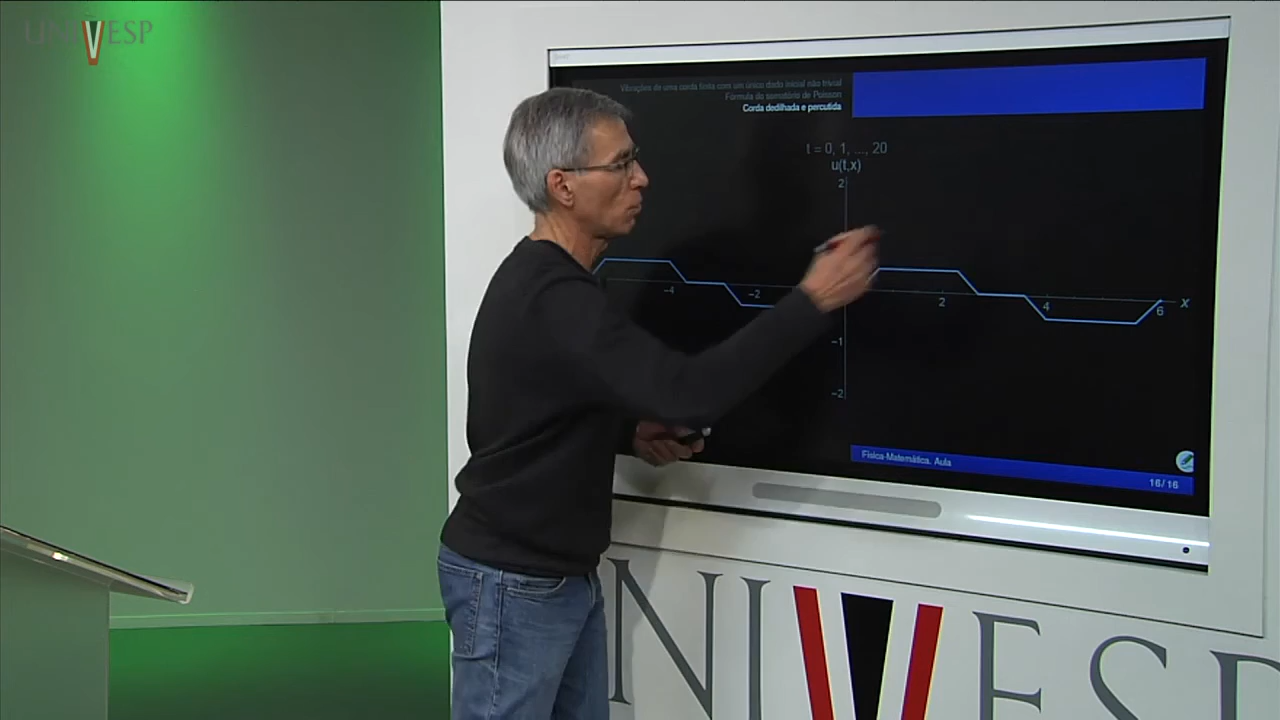 UNIVESP
Vibrações de uma corda finita com um único dado inicial não trivial
Fórmula do somatório de Poisson
Corda dedilhada e percutida
t = 0, 1, ..., 20
u(t,x)
2
-4 -2 2 4 6 x
-1
-2
Física-Matemática. Aula
16/16
UNIVESP